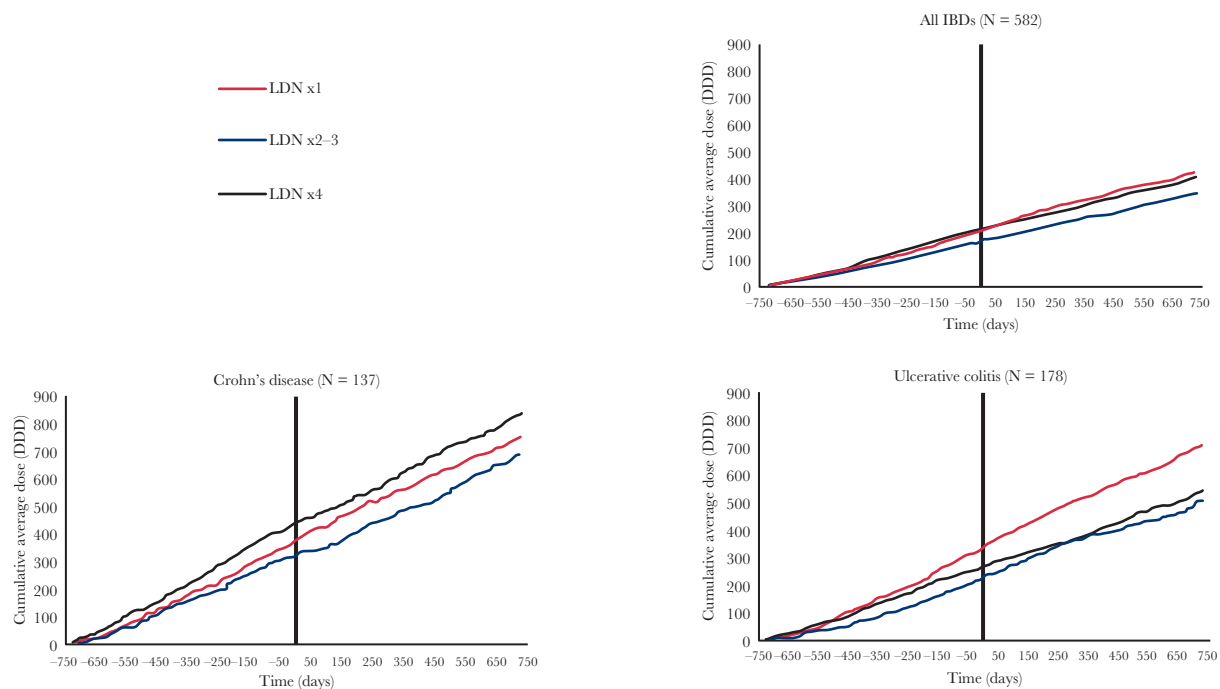 LDN x1
LDN x2–3
LDN x4
All IBDs (N = 582)
Cumulative average dose (DDD)
900
800
700
600
500
400
300
200
100
0
–750 –650 –550 –450 –350 –250 –150 –50 50 150 250 350 450 550 650 750
Time (days)
Crohn’s disease (N = 137)
Cumulative average dose (DDD)
900
800
700
600
500
400
300
200
100
0
–750 –650 –550 –450 –350 –250 –150 –50 50 150 250 350 450 550 650 750
Time (days)
Ulcerative colitis (N = 178)
Cumulative average dose (DDD)
900
800
700
600
500
400
300
200
100
0
–750 –650 –550 –450 –350 –250 –150 –50 50 150 250 350 450 550 650 750
Time (days)